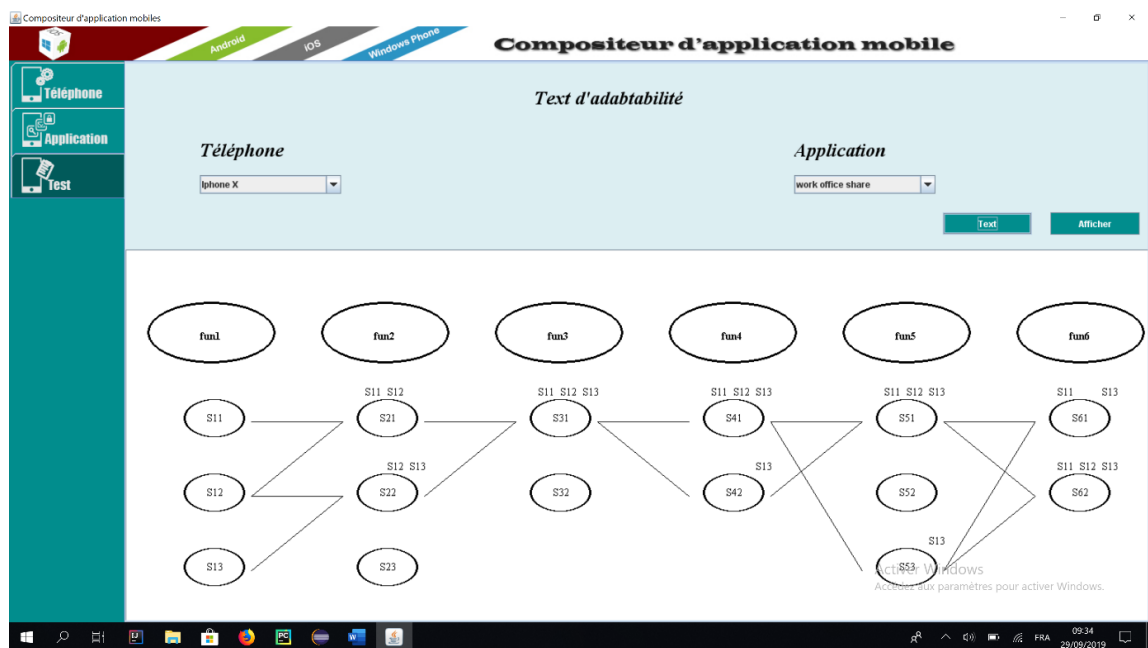 Compositeur d'application mobiles
iOS
Android
iOS
Windows Phone
Compositeur d'application mobile
Téléphone
Application
Test
Text d'adabtabilité
Téléphone
Application
Iphone X
work office share
Text
Afficher
fun1
fun2
fun3
fun4
fun5
fun6
S11 S12
S11 S12 S13
S11 S12 S13
S11 S12 S13
S11 S13
S11
S21
S31
S41
S51
S61
S12 S13
S13
S11 S12 S13
S12
S22
S32
S42
S52
S62
S13
S13
S23
S53
Activer Windows
Accédez aux paramètres pour activer Windows.
FRA
09:34
29/09/2019